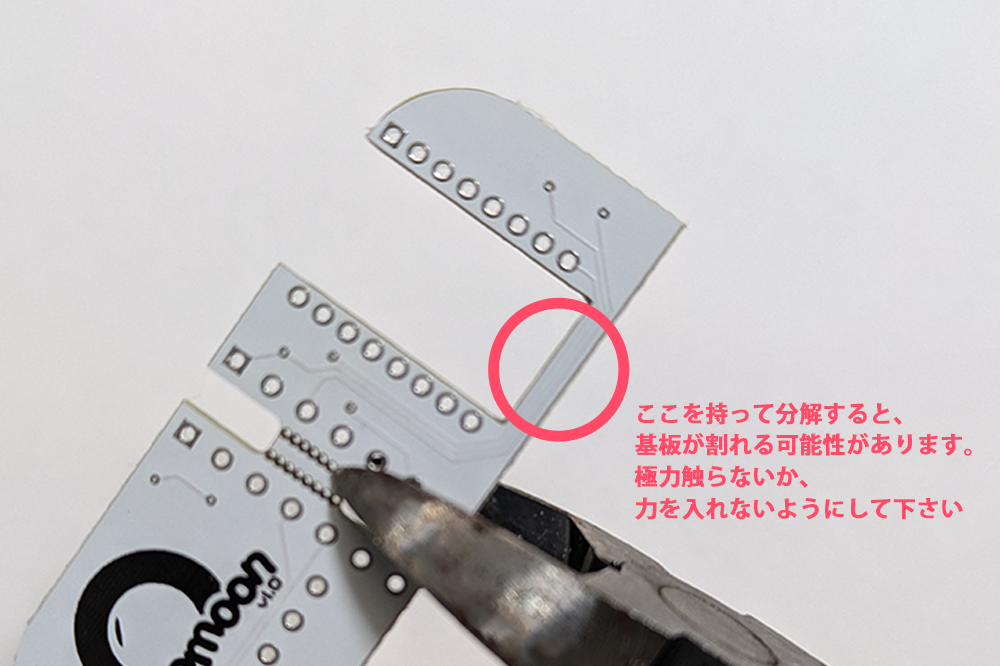 ここを持って分解すると、
基板が割れる可能性があります。
極力触らないか、
力を入れないようにして下さい
moon
v1.0